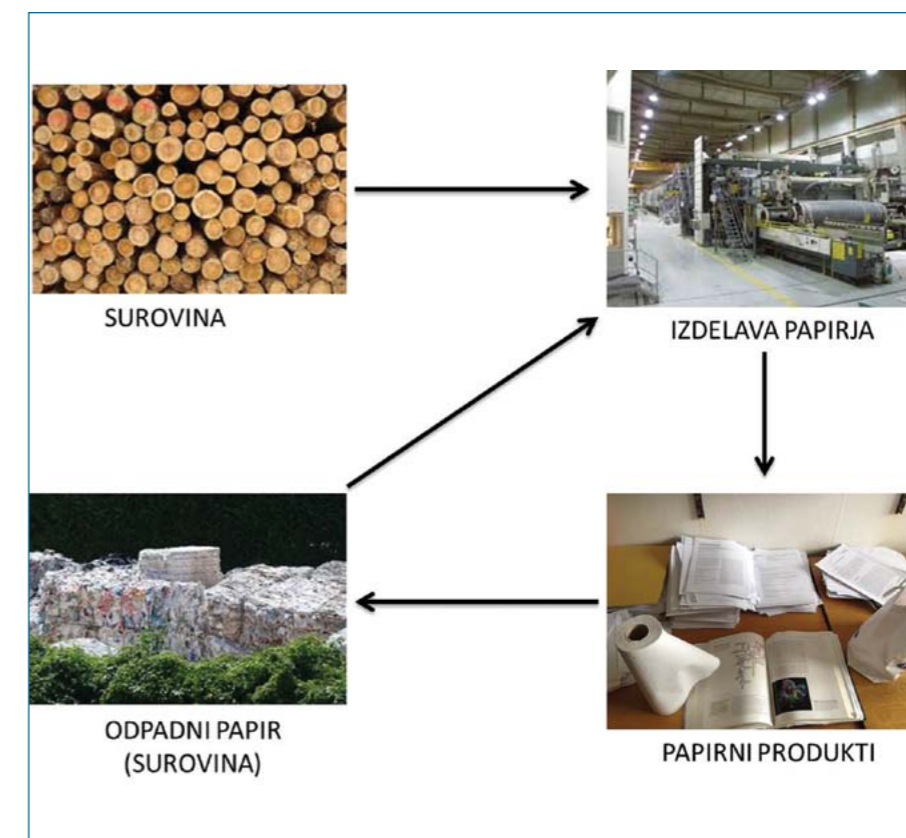 SUROVINA
IZDELAVA PAPIRJA
ODPADNI PAPIR
(SUROVINA)
PAPIRNI PRODUKTI